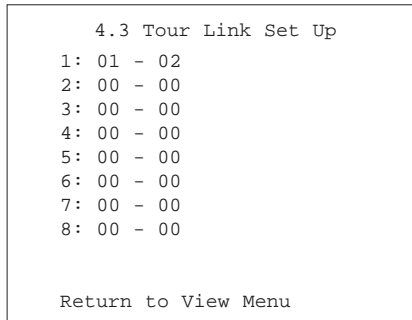 4.3 Tour Link Set Up
1: 01 – 02
2: 00 – 00
3: 00 – 00
4: 00 – 00
5: 00 – 00
6: 00 – 00
7: 00 – 00
8: 00 – 00
Return to View Menu